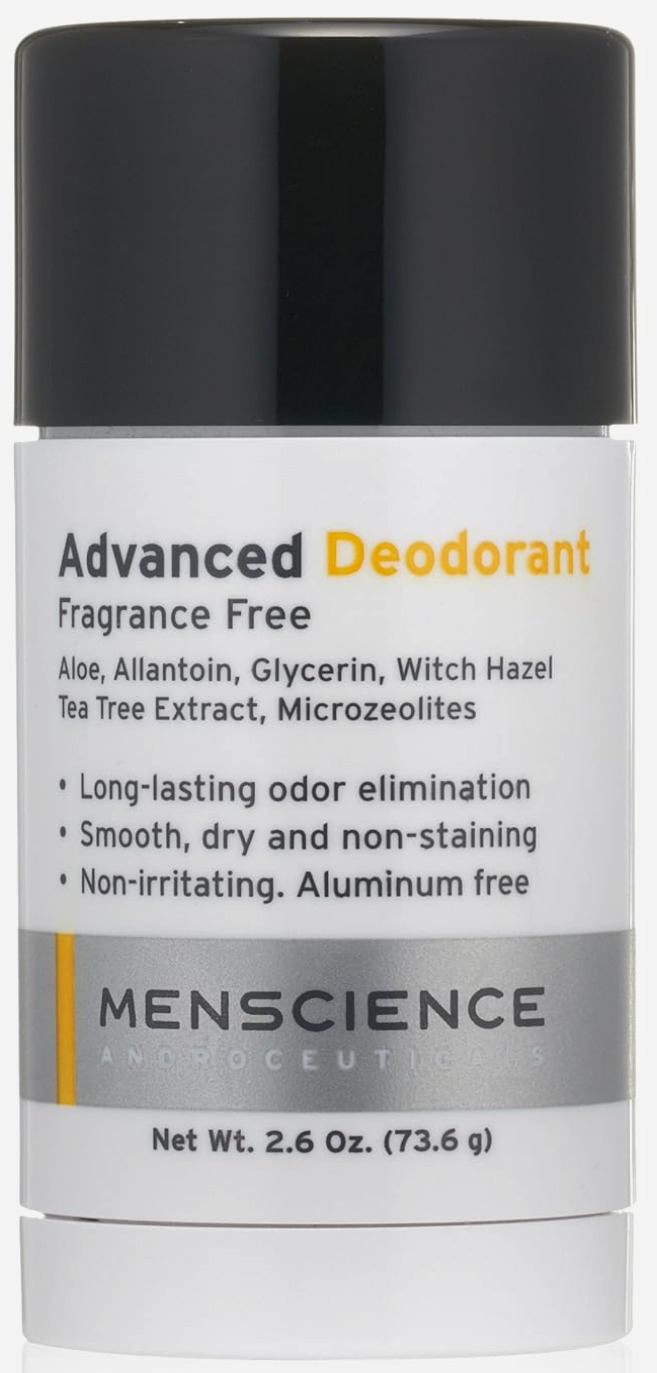 Advanced Deodorant
Fragrance Free
Aloe, Allantoin, Glycerin, Witch Hazel
Tea Tree Extract, Microzeolites
• Long-lasting odor elimination
• Smooth, dry and non-staining
• Non-irritating. Aluminum free
MENSCIENCE
ANDROCEUTICALS
Net Wt. 2.6 Oz. (73.6 g)